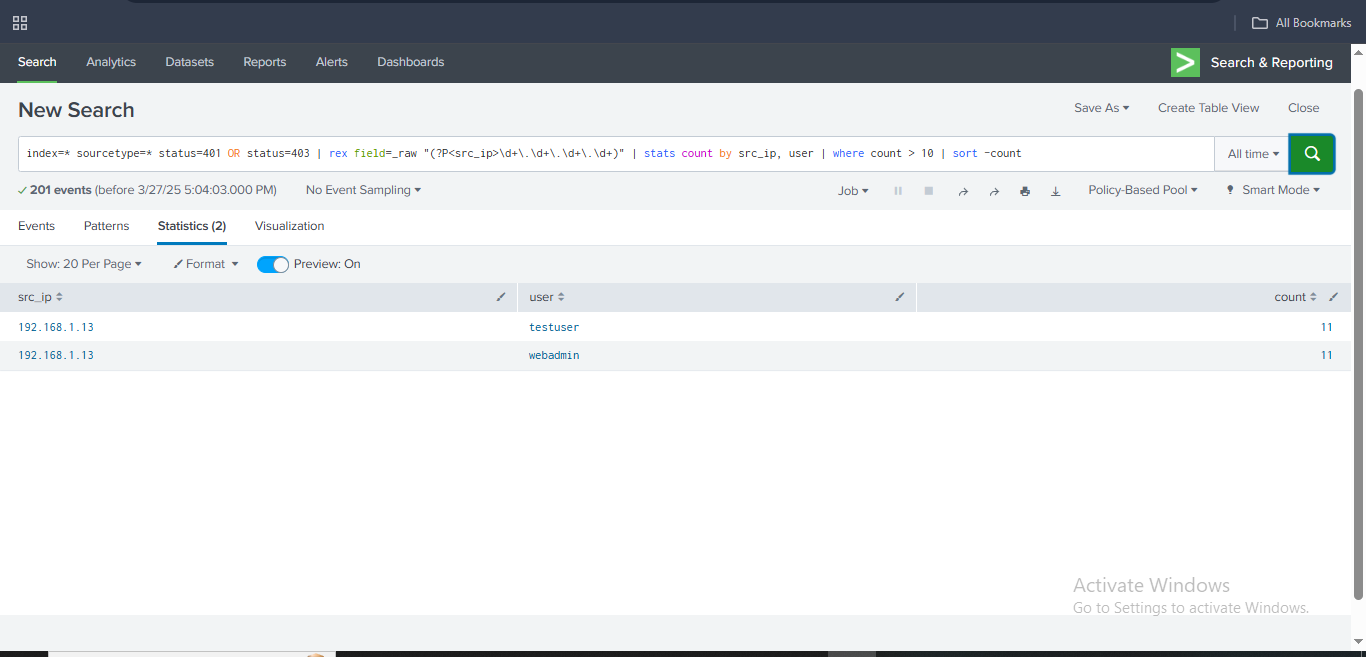 All Bookmarks
Search Analytics Datasets Reports Alerts Dashboards
> Search & Reporting
New Search
Save As Create Table View Close
index=* sourcetype=* status=401 OR status=403 | rex field=_raw "(?P<src_ip>\d+\.\d+\.\d+\.\d+)" | stats count by src_ip, user | where count > 10 | sort -count
All time
✓ 201 events (before 3/27/25 5:04:03.000 PM) No Event Sampling
Job Policy-Based Pool Smart Mode
Events Patterns Statistics (2) Visualization
Show: 20 Per Page Format Preview: On
src_ip user count
192.168.1.13 testuser 11
192.168.1.13 webadmin 11
Activate Windows
Go to Settings to activate Windows.